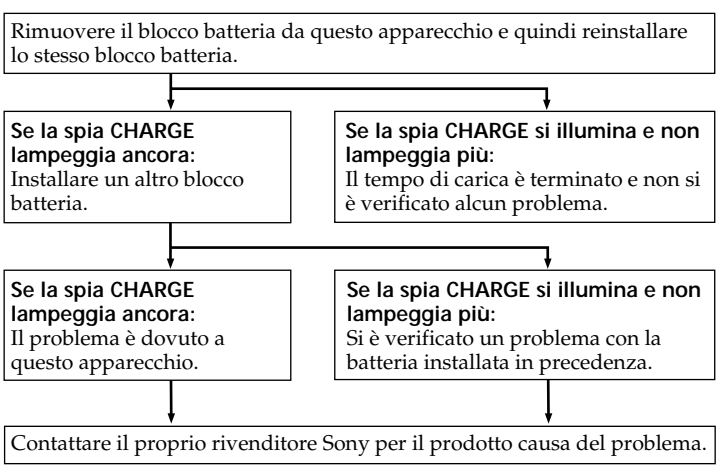 Rimuovere il blocco batteria da questo apparecchio e quindi reinstallare
lo stesso blocco batteria.
Se la spia CHARGE
lampeggia ancora:
Installare un altro blocco
batteria.
Se la spia CHARGE si illumina e non
lampeggia più:
Il tempo di carica è terminato e non si
è verificato alcun problema.
Se la spia CHARGE
lampeggia ancora:
Il problema è dovuto a
questo apparecchio.
Se la spia CHARGE si illumina e non
lampeggia più:
Si è verificato un problema con la
batteria installata in precedenza.
Contattare il proprio rivenditore Sony per il prodotto causa del problema.